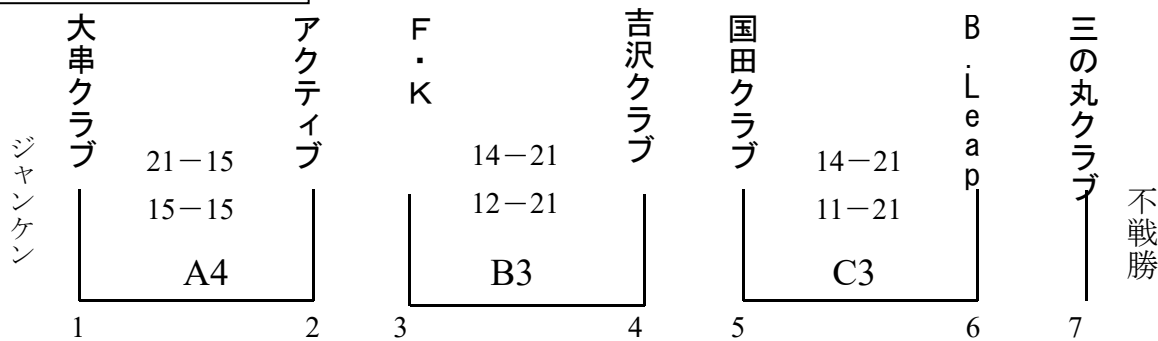 大串クラブ
アクティブ
F・K
吉沢クラブ
国田クラブ
B.Leap
三の丸クラブ
ジャンケン
21－15
15－15
A4
14－21
12－21
B3
14－21
11－21
C3
不戦勝
1 2 3 4 5 6 7